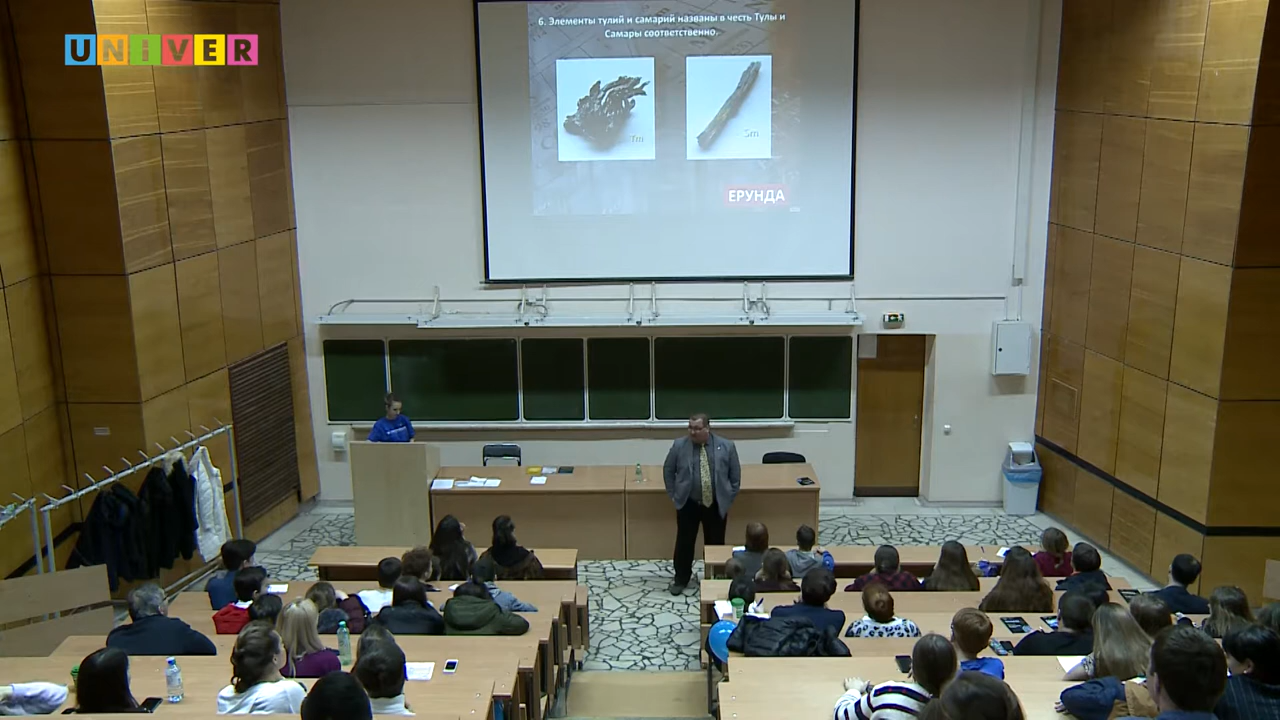 UNIVER
6. Элементы тулий и самарий названы в честь Тулы и
Самары соответственно.
Tm
Sm
ЕРУНДА